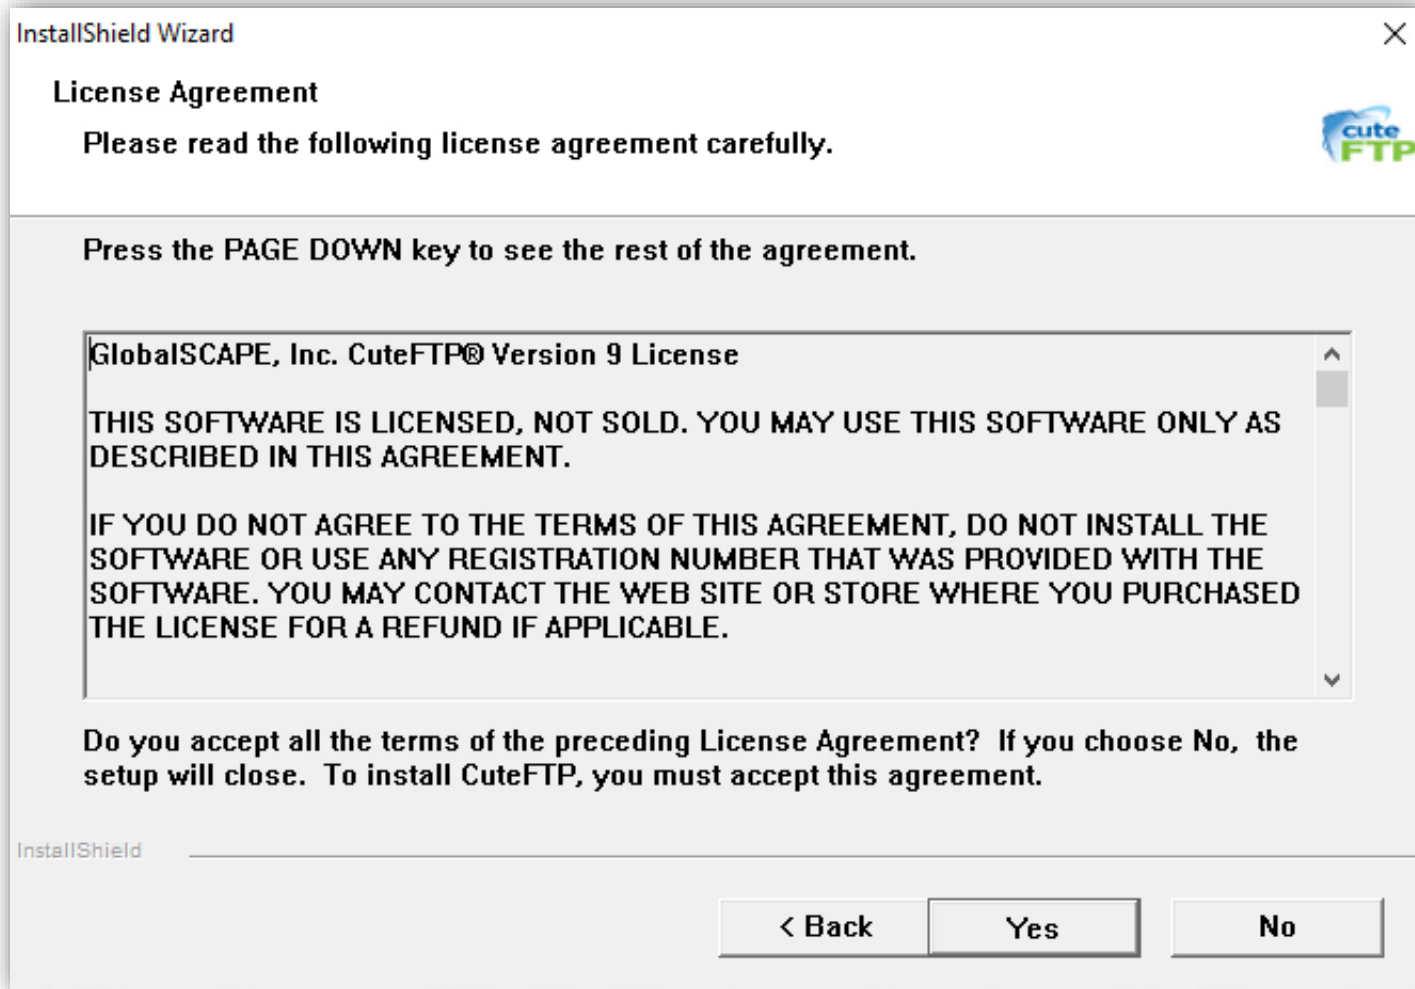 InstallShield Wizard
License Agreement
Please read the following license agreement carefully.
cute
FTP
Press the PAGE DOWN key to see the rest of the agreement.
GlobalSCAPE, Inc. CuteFTP® Version 9 License
THIS SOFTWARE IS LICENSED, NOT SOLD. YOU MAY USE THIS SOFTWARE ONLY AS
DESCRIBED IN THIS AGREEMENT.
IF YOU DO NOT AGREE TO THE TERMS OF THIS AGREEMENT, DO NOT INSTALL THE
SOFTWARE OR USE ANY REGISTRATION NUMBER THAT WAS PROVIDED WITH THE
SOFTWARE. YOU MAY CONTACT THE WEB SITE OR STORE WHERE YOU PURCHASED
THE LICENSE FOR A REFUND IF APPLICABLE.
Do you accept all the terms of the preceding License Agreement?  If you choose No,  the
setup will close.  To install CuteFTP, you must accept this agreement.
InstallShield
< Back
Yes
No